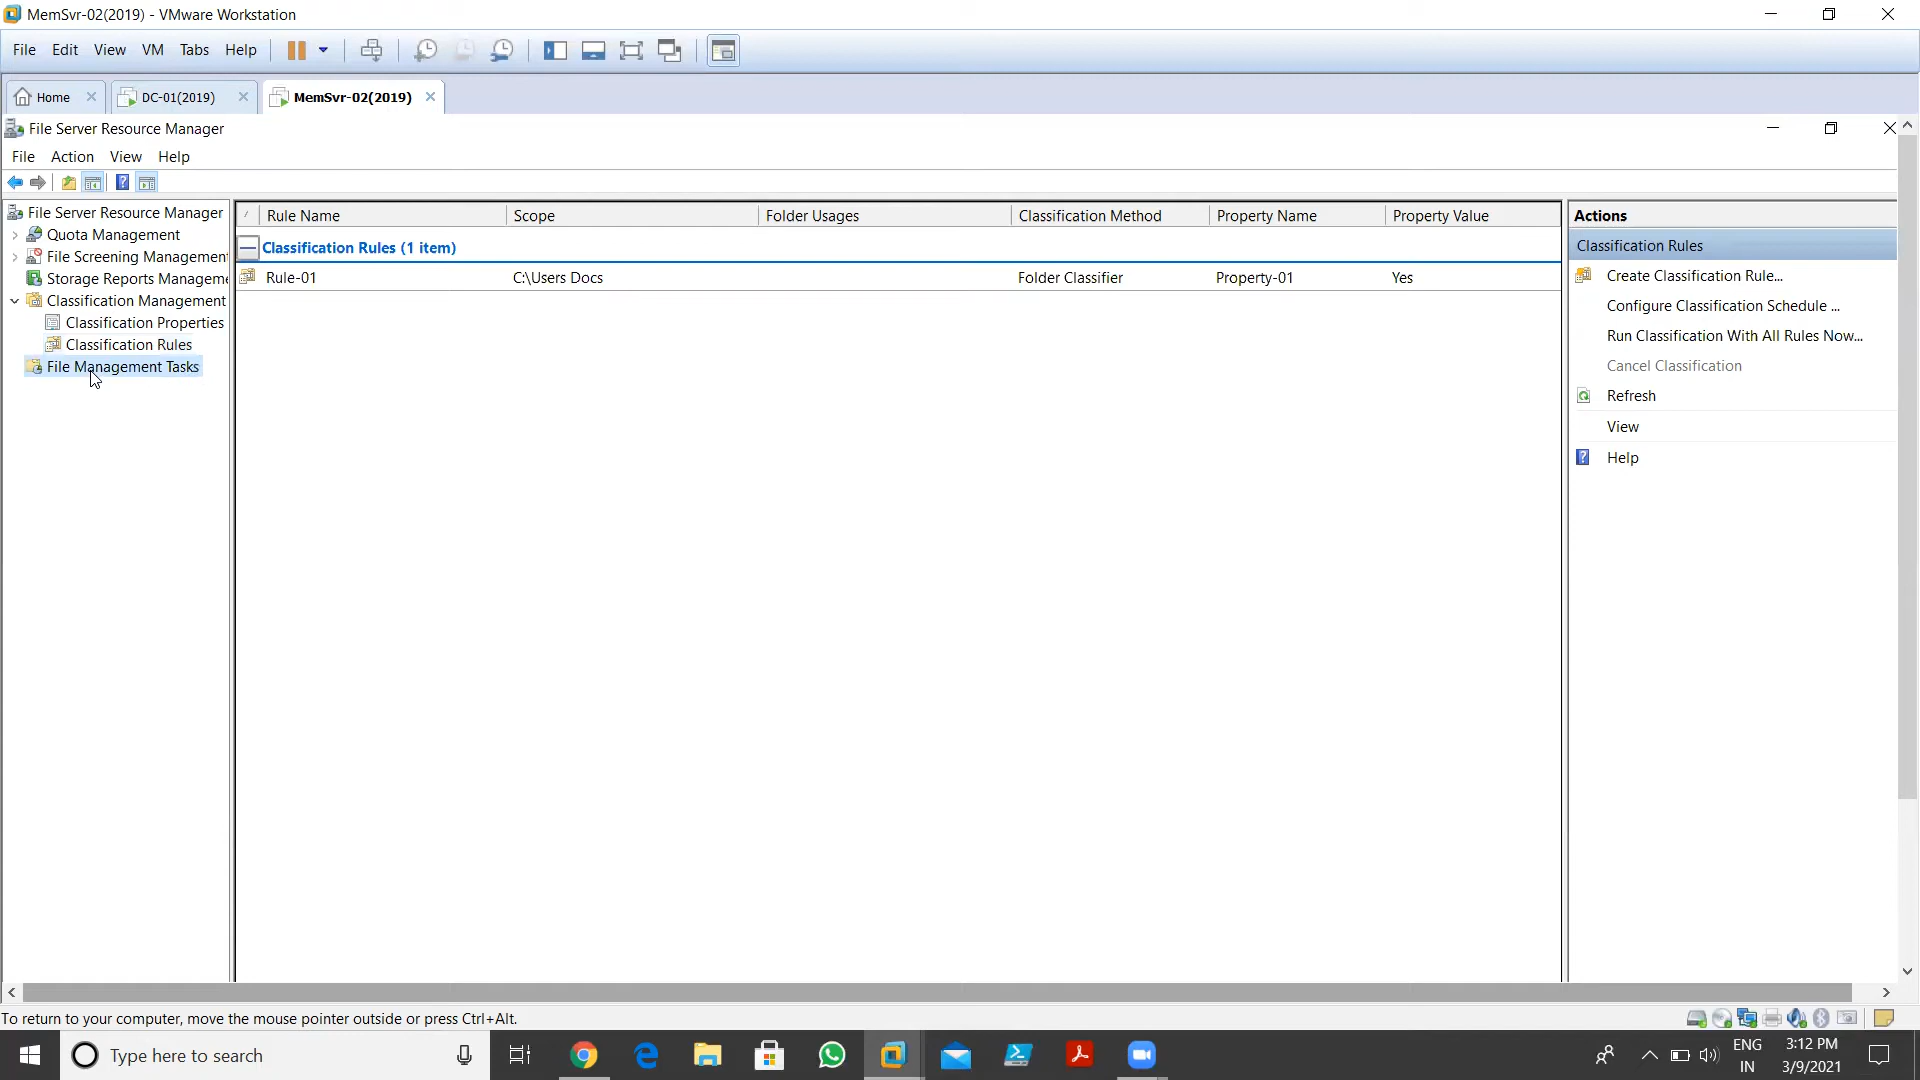 MemSvr-02(2019) - VMware Workstation
File Edit View VM Tabs Help
Home DC-01(2019) MemSvr-02(2019)
File Server Resource Manager
File Action View Help
File Server Resource Manager
Quota Management
File Screening Management
Storage Reports Manageme
Classification Management
Classification Properties
Classification Rules
File Management Tasks
Rule Name Scope Folder Usages Classification Method Property Name Property Value
Classification Rules (1 item)
Rule-01 C:\Users Docs Folder Classifier Property-01 Yes
Actions
Classification Rules
Create Classification Rule...
Configure Classification Schedule ...
Run Classification With All Rules Now...
Cancel Classification
Refresh
View
Help
To return to your computer, move the mouse pointer outside or press Ctrl+Alt.
Type here to search
ENG
IN
3:12 PM
3/9/2021